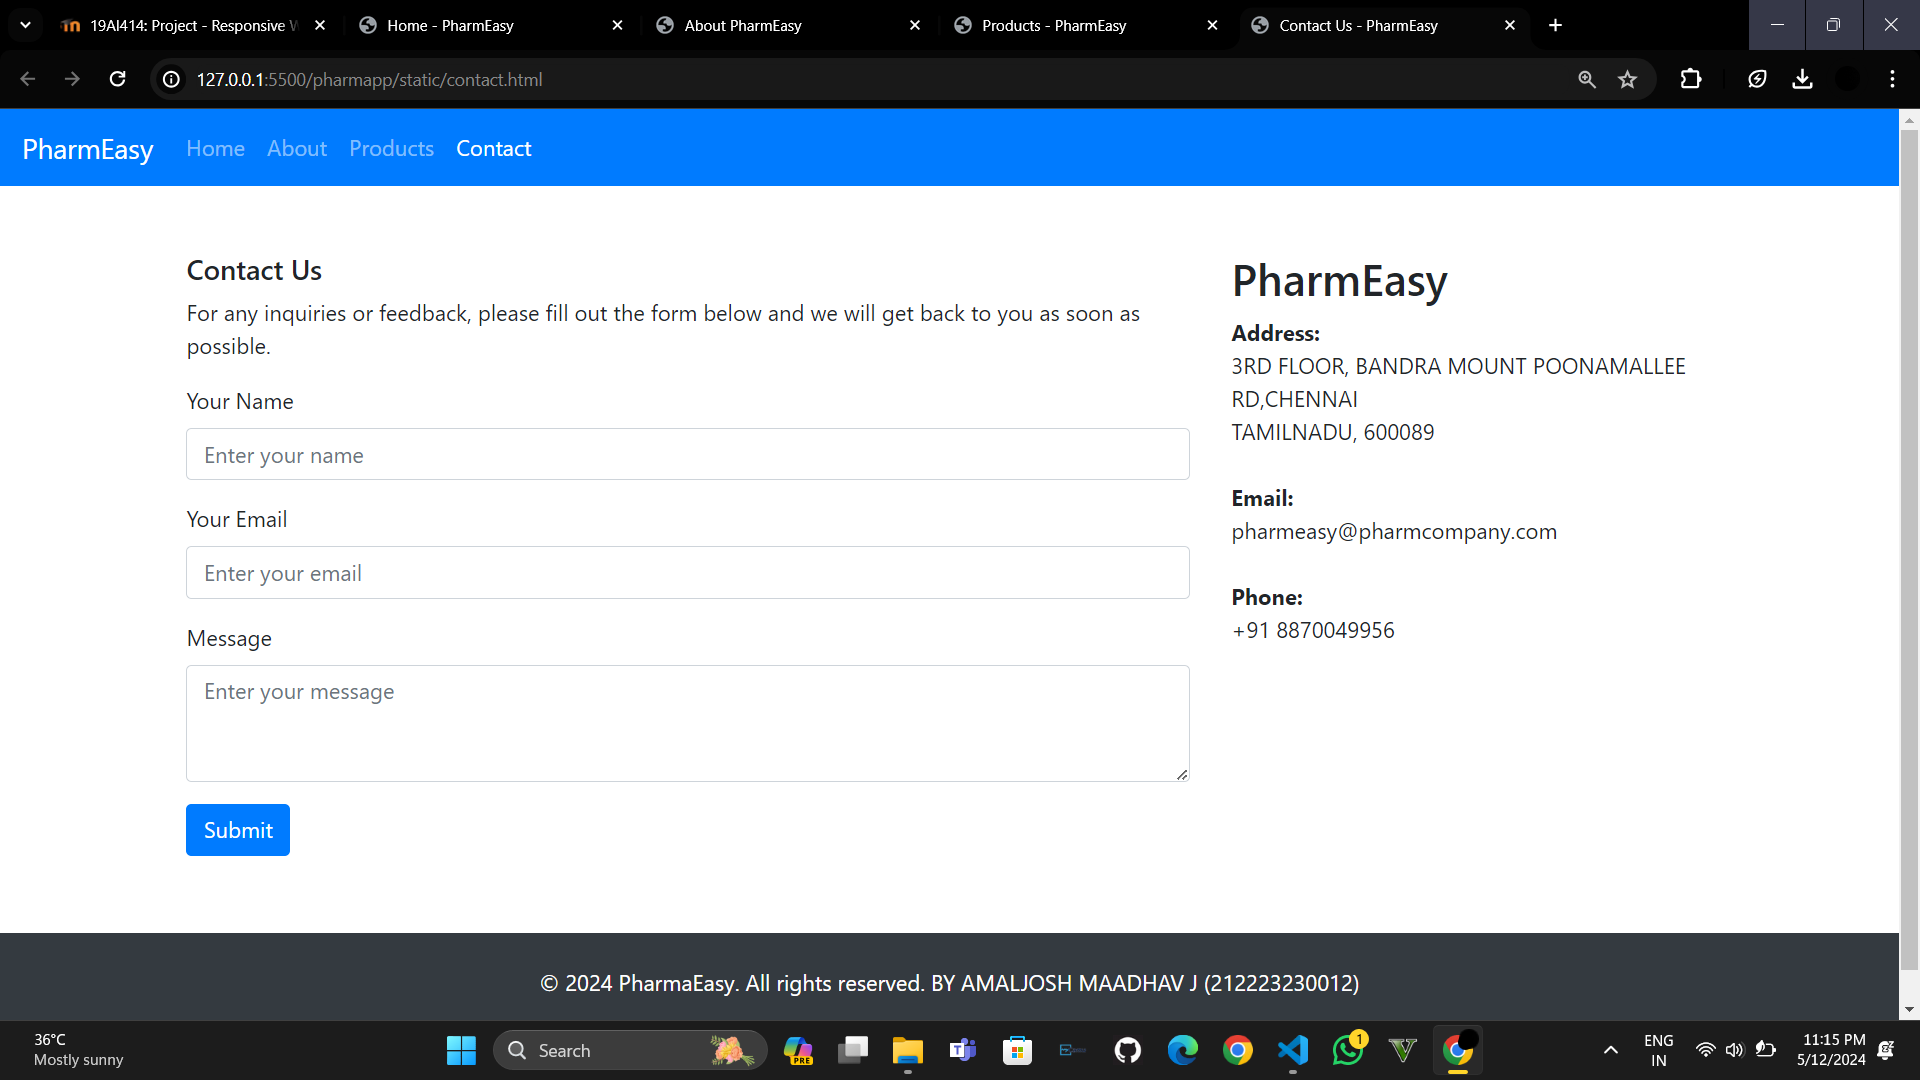 19AI414: Project - Responsive W
Home - PharmEasy
About PharmEasy
Products - PharmEasy
Contact Us - PharmEasy
127.0.0.1:5500/pharmapp/static/contact.html
PharmEasy
Home
About
Products
Contact
Contact Us
For any inquiries or feedback, please fill out the form below and we will get back to you as soon as
possible.
Your Name
Enter your name
Your Email
Enter your email
Message
Enter your message
Submit
PharmEasy
Address:
3RD FLOOR, BANDRA MOUNT POONAMALLEE
RD,CHENNAI
TAMILNADU, 600089
Email:
pharmeasy@pharmcompany.com
Phone:
+91 8870049956
© 2024 PharmaEasy. All rights reserved. BY AMALJOSH MAADHAV J (212223230012)
36°C
Mostly sunny
Search
PRE
1
ENG
IN
11:15 PM
5/12/2024